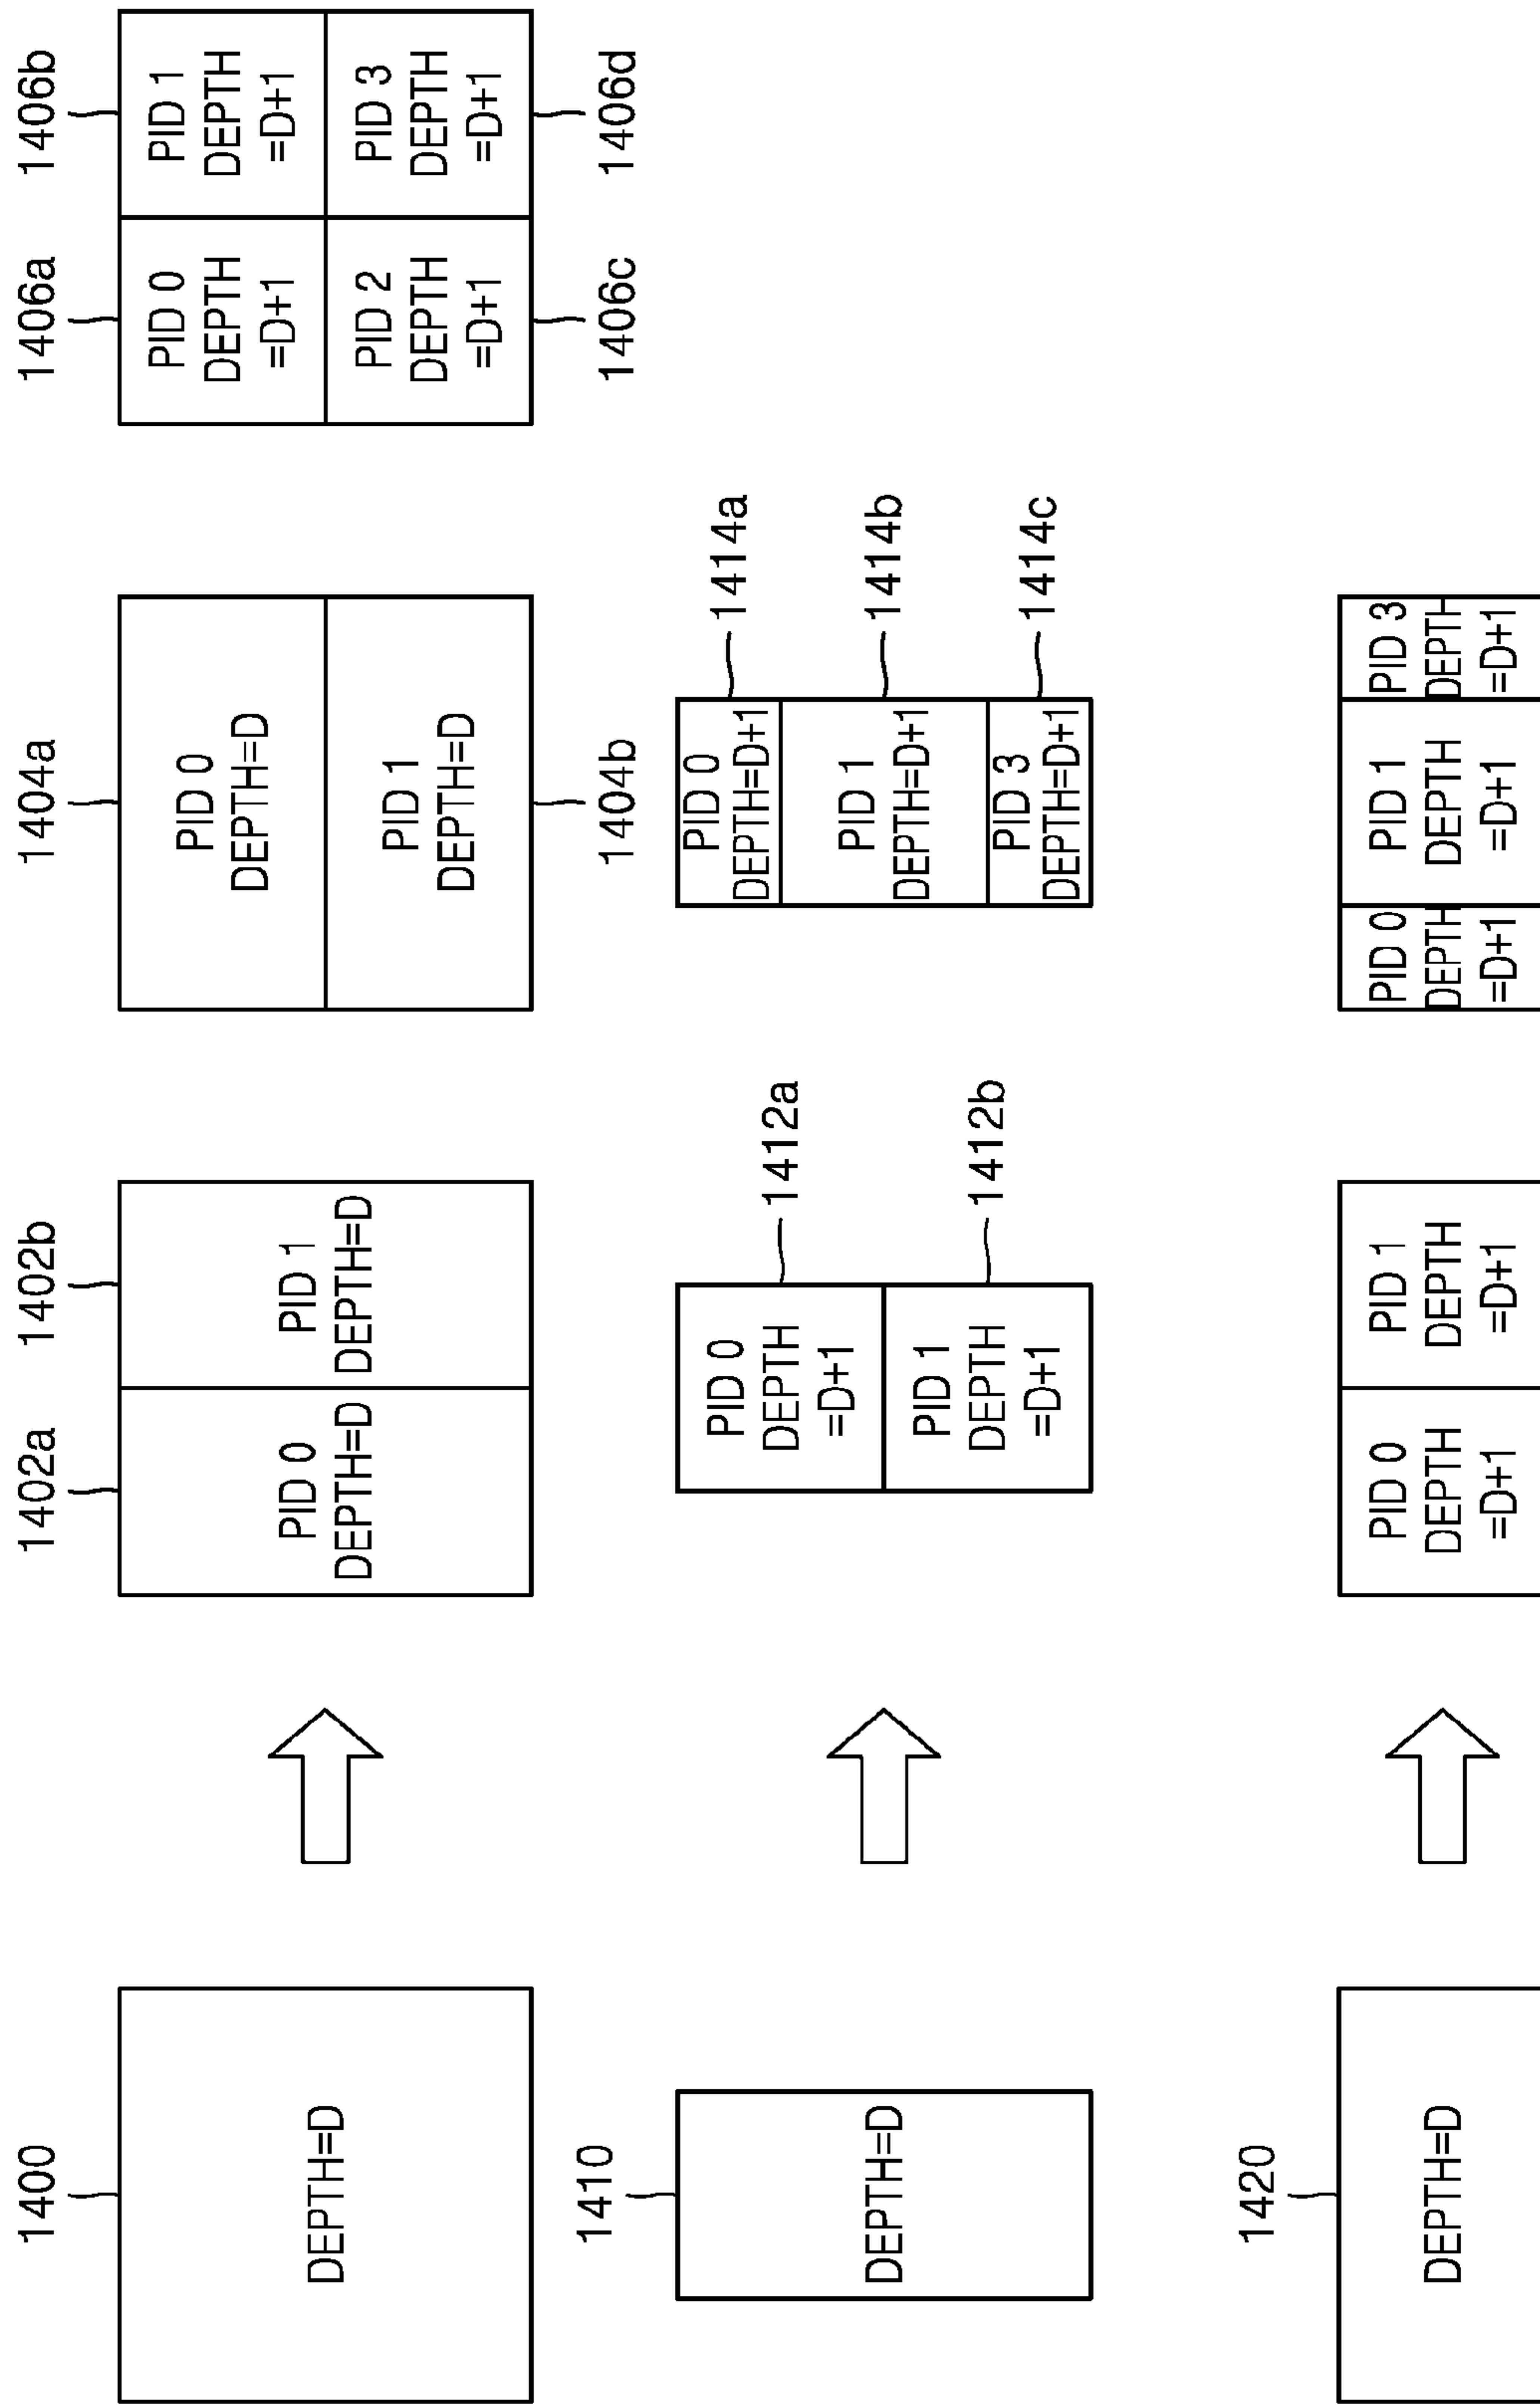 1400
DEPTH=D
1402a
1402b
PID 0
DEPTH=D
PID 1
DEPTH=D
1404a
PID 0
DEPTH=D
PID 1
DEPTH=D
1404b
1406a
1406b
PID 0
DEPTH
=D+1
PID 1
DEPTH
=D+1
PID 2
DEPTH
=D+1
PID 3
DEPTH
=D+1
1406c
1406d
1410
DEPTH=D
PID 0
DEPTH
=D+1
1412a
PID 1
DEPTH
=D+1
1412b
PID 0
DEPTH=D+1
1414a
PID 1
DEPTH=D+1
1414b
PID 3
DEPTH=D+1
1414c
1420
DEPTH=D
PID 0
DEPTH
=D+1
PID 1
DEPTH
=D+1
PID 0
DEPTH
=D+1
PID 1
DEPTH
=D+1
PID 3
DEPTH
=D+1